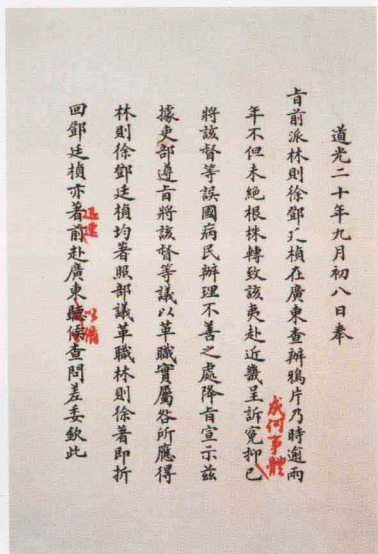 道光二十年九月初八日奉
旨前派林則徐鄧廷楨在廣東查辦鴉片乃時逾兩
年不但未絕根株轉致該夷赴近畿呈訴冤抑已
成何事體
將該督等誤國病民辦理不善之處降旨宣示茲
據吏部遵旨將該督等議以革職實屬咎所應得
林則徐鄧廷楨均著照部議革職林則徐著即折
迅速
以備
回鄧廷楨亦著前赴廣東聽候查問差委欽此